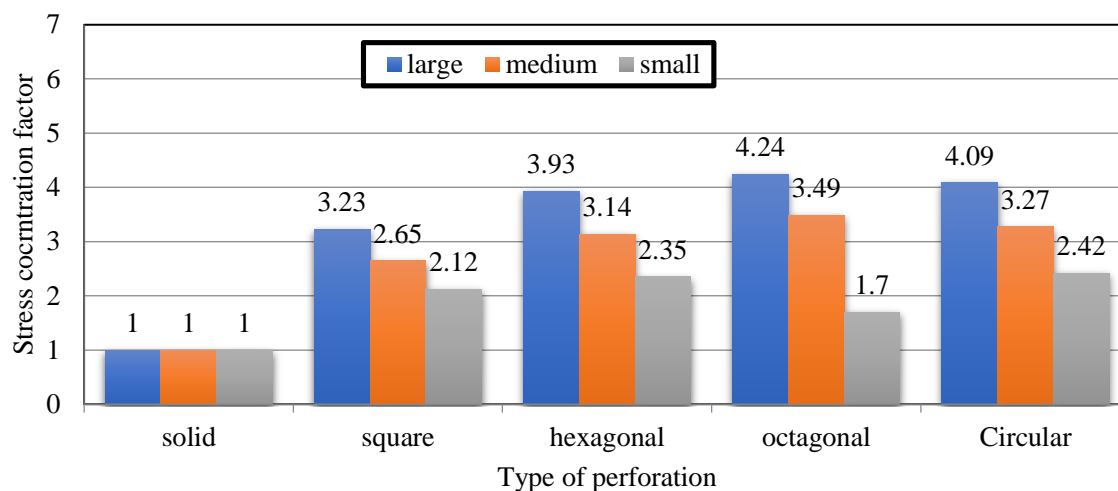 7
6
5
4
3
2
1
0
Stress cocrntration factor
large medium small
1 1 1
3.23 2.65 2.12
3.93 3.14 2.35
4.24 3.49 1.7
4.09 3.27 2.42
solid square hexagonal octagonal Circular
Type of perforation